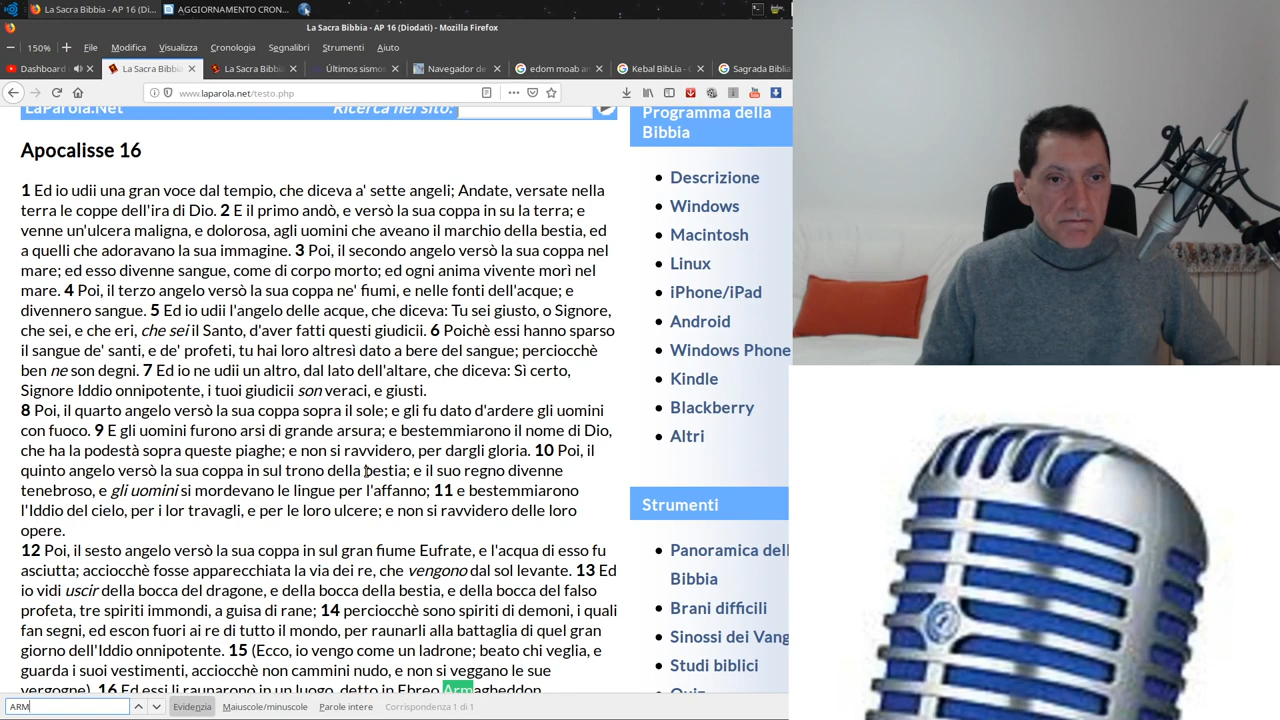 Dashboard (Di...
AGGIORNAMENTO CRON...
La Sacra Bibbia - AP 16 (Diodati) - Mozilla Firefox
150%
File Modifica Visualizza Cronologia Segnalibri Strumenti Aiuto
Dashboard
La Sacra Bibbi
La Sacra Bibbi
Últimos sismos
Navegador de
edom moab an
Kebal BibLia - G
Sagrada Biblia
www.laparola.net/testo.php
LaParola.Net
Ricerca nel sito:
Apocalisse 16
1 Ed io udii una gran voce dal tempio, che diceva a' sette angeli; Andate, versate nella
terra le coppe dell'ira di Dio. 2 E il primo andò, e versò la sua coppa in su la terra; e
venne un'ulcera maligna, e dolorosa, agli uomini che aveano il marchio della bestia, ed
a quelli che adoravano la sua immagine. 3 Poi, il secondo angelo versò la sua coppa nel
mare; ed esso divenne sangue, come di corpo morto; ed ogni anima vivente morì nel
mare. 4 Poi, il terzo angelo versò la sua coppa ne' fiumi, e nelle fonti dell'acque; e
divennero sangue. 5 Ed io udii l'angelo delle acque, che diceva: Tu sei giusto, o Signore,
che sei, e che eri, che sei il Santo, d'aver fatti questi giudicii. 6 Poichè essi hanno sparso
il sangue de' santi, e de' profeti, tu hai loro altresì dato a bere del sangue; perciocchè
ben ne son degni. 7 Ed io ne udii un altro, dal lato dell'altare, che diceva: Sì certo,
Signore Iddio onnipotente, i tuoi giudicii son veraci, e giusti.
8 Poi, il quarto angelo versò la sua coppa sopra il sole; e gli fu dato d'ardere gli uomini
con fuoco. 9 E gli uomini furono arsi di grande arsura; e bestemmiarono il nome di Dio,
che ha la podestà sopra queste piaghe; e non si ravvidero, per dargli gloria. 10 Poi, il
quinto angelo versò la sua coppa in sul trono della bestia; e il suo regno divenne
tenebroso, e gli uomini si mordevano le lingue per l'affanno; 11 e bestemmiarono
l'Iddio del cielo, per i lor travagli, e per le loro ulcere; e non si ravvidero delle loro
opere.
12 Poi, il sesto angelo versò la sua coppa in sul gran fiume Eufrate, e l'acqua di esso fu
asciutta; acciocchè fosse apparecchiata la via dei re, che vengono dal sol levante. 13 Ed
io vidi uscir della bocca del dragone, e della bocca della bestia, e della bocca del falso
profeta, tre spiriti immondi, a guisa di rane; 14 perciocchè sono spiriti di demoni, i quali
fan segni, ed escon fuori ai re di tutto il mondo, per raunarli alla battaglia di quel gran
giorno dell'Iddio onnipotente. 15 (Ecco, io vengo come un ladrone; beato chi veglia, e
guarda i suoi vestimenti, acciocchè non cammini nudo, e non si veggano le sue
vergogne). 16 Ed essi li raunarono in un luogo, detto in Ebreo Armagheddon.
Programma della
Bibbia
Descrizione
Windows
Macintosh
Linux
iPhone/iPad
Android
Windows Phone
Kindle
Blackberry
Altri
Strumenti
Panoramica dell
Bibbia
Brani difficili
Sinossi dei Vang
Studi biblici
Quiz
ARM
Evidenzia
Maiuscole/minuscole
Parole intere
Corrispondenza 1 di 1